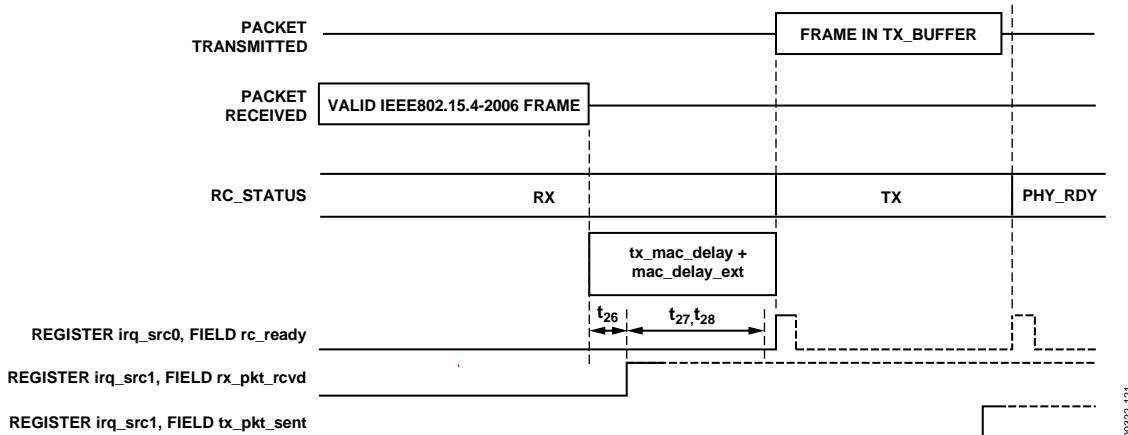 PACKET
TRANSMITTED
FRAME IN TX_BUFFER
PACKET
RECEIVED
VALID IEEE802.15.4-2006 FRAME
RC_STATUS
RX
TX
PHY_RDY
tx_mac_delay +
mac_delay_ext
t26
t27,t28
REGISTER irq_src0, FIELD rc_ready
REGISTER irq_src1, FIELD rx_pkt_rcvd
REGISTER irq_src1, FIELD tx_pkt_sent